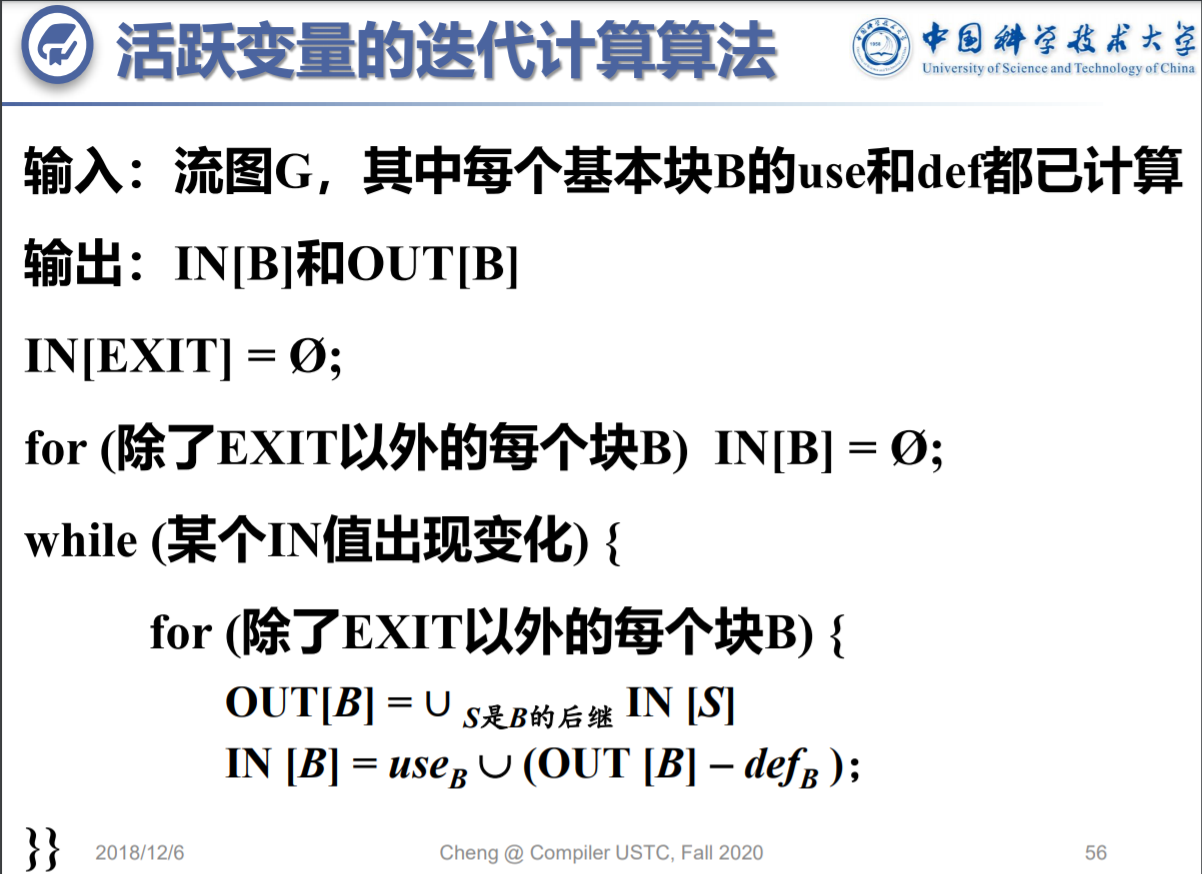 活跃变量的迭代计算算法
中国科学技术大学
University of Science and Technology of China
输入：流图G，其中每个基本块B的use和def都已计算
输出：IN[B]和OUT[B]
IN[EXIT] = Ø;
for (除了EXIT以外的每个块B) IN[B] = Ø;
while (某个IN值出现变化) {
for (除了EXIT以外的每个块B) {
OUT[B] = ∪ S是B的后继 IN [S]
IN [B] = useB ∪ (OUT [B] – defB );
}}
2018/12/6
Cheng @ Compiler USTC, Fall 2020
56